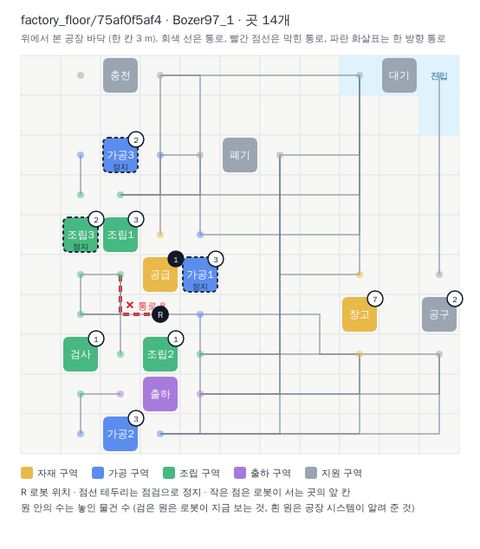 factory_floor/75af0f5af4 · Bozer97_1 · 곳 14개
위에서 본 공장 바닥 (한 칸 3 m). 회색 선은 통로, 빨간 점선은 막힌 통로, 파란 화살표는 한 방향 통로
충전
대기
진입
2
가공3
정지
폐기
2
3
조립3
정지
조립1
1
3
공급
가공1
정지
✖ 통로 8
R
7
2
창고
공구
1
1
검사
조립2
출하
3
가공2
자재 구역
가공 구역
조립 구역
출하 구역
지원 구역
R 로봇 위치 · 점선 테두리는 점검으로 정지 · 작은 점은 로봇이 서는 곳의 앞 칸
원 안의 수는 놓인 물건 수 (검은 원은 로봇이 지금 보는 것, 흰 원은 공장 시스템이 알려 준 것)